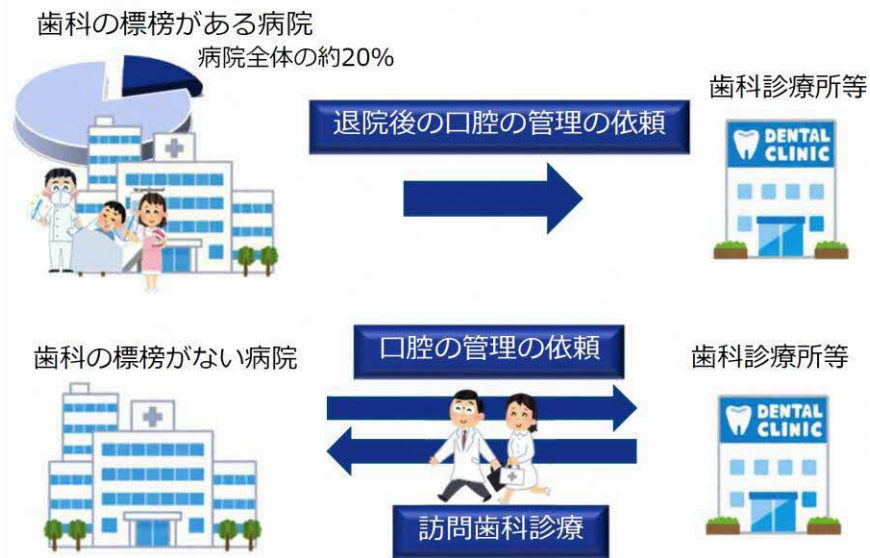 歯科の標榜がある病院
病院全体の約20%
退院後の口腔の管理の依頼
歯科診療所等
DENTAL
CLINIC
歯科の標榜がない病院
口腔の管理の依頼
歯科診療所等
DENTAL
CLINIC
訪問歯科診療